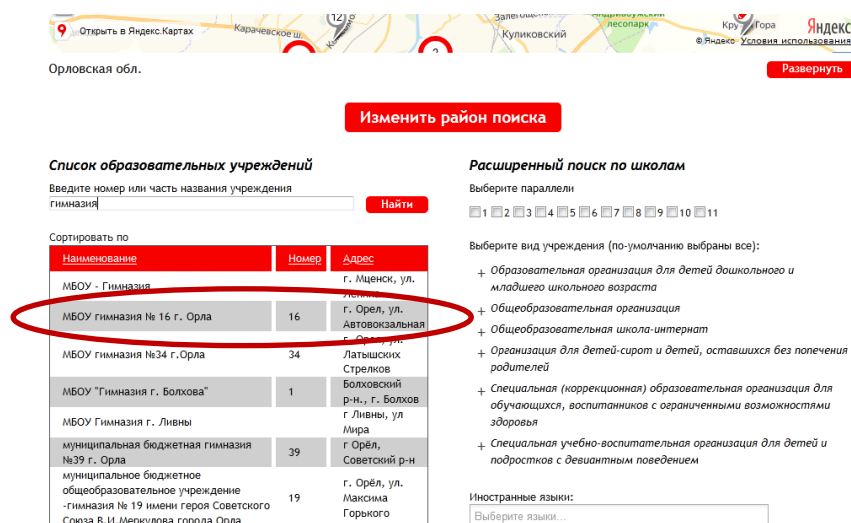 Открыть в Яндекс.Картах
Карачевское ш.
12
Куликовский
лесопарк
Гора
Яндекс
© Яндекс Условия использования
Орловская обл.
Развернуть
Изменить район поиска
Список образовательных учреждений
Введите номер или часть названия учреждения
гимназия
Найти
Сортировать по
Наименование Номер Адрес
МБОУ - Гимназия г. Мценск, ул.
МБОУ гимназия № 16 г. Орла 16 г. Орел, ул.
Автовокзальная
МБОУ гимназия №34 г.Орла 34 г. Орел, ул.
Латышских
Стрелков
МБОУ "Гимназия г. Болхова" 1 Болховский
р-н., г. Болхов
МБОУ Гимназия г. Ливны г Ливны, ул
Мира
муниципальная бюджетная гимназия
№39 г. Орла 39 г Орёл,
Советский р-н
муниципальное бюджетное
общеобразовательное учреждение
-гимназия № 19 имени героя Советского
Союза В.И.Меркулова города Орла 19 г. Орёл, ул.
Максима
Горького
Расширенный поиск по школам
Выберите параллели
1 2 3 4 5 6 7 8 9 10 11
Выберите вид учреждения (по-умолчанию выбраны все):
+ Образовательная организация для детей дошкольного и
младшего школьного возраста
+ Общеобразовательная организация
+ Общеобразовательная школа-интернат
+ Организация для детей-сирот и детей, оставшихся без попечения
родителей
+ Специальная (коррекционная) образовательная организация для
обучающихся, воспитанников с ограниченными возможностями
здоровья
+ Специальная учебно-воспитательная организация для детей и
подростков с девиантным поведением
Иностранные языки:
Выберите языки...